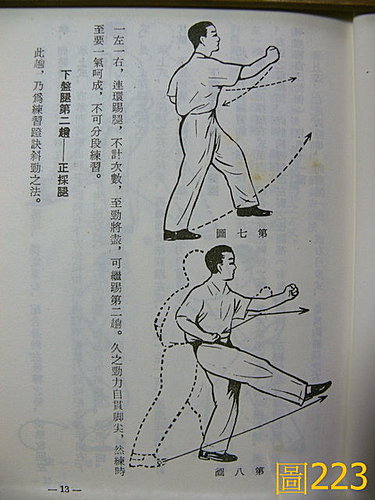 第七圖
第八圖
一左一右，連環踢腿，不計次數，至勁將盡，可繼踢第二趟。久之勁力自貫脚尖，然練時
至要一氣呵成，不可分段練習。
下盤腿第二趟——正採腿
此趟，乃爲練習蹬訣斜勁之法。
—13—
圖223